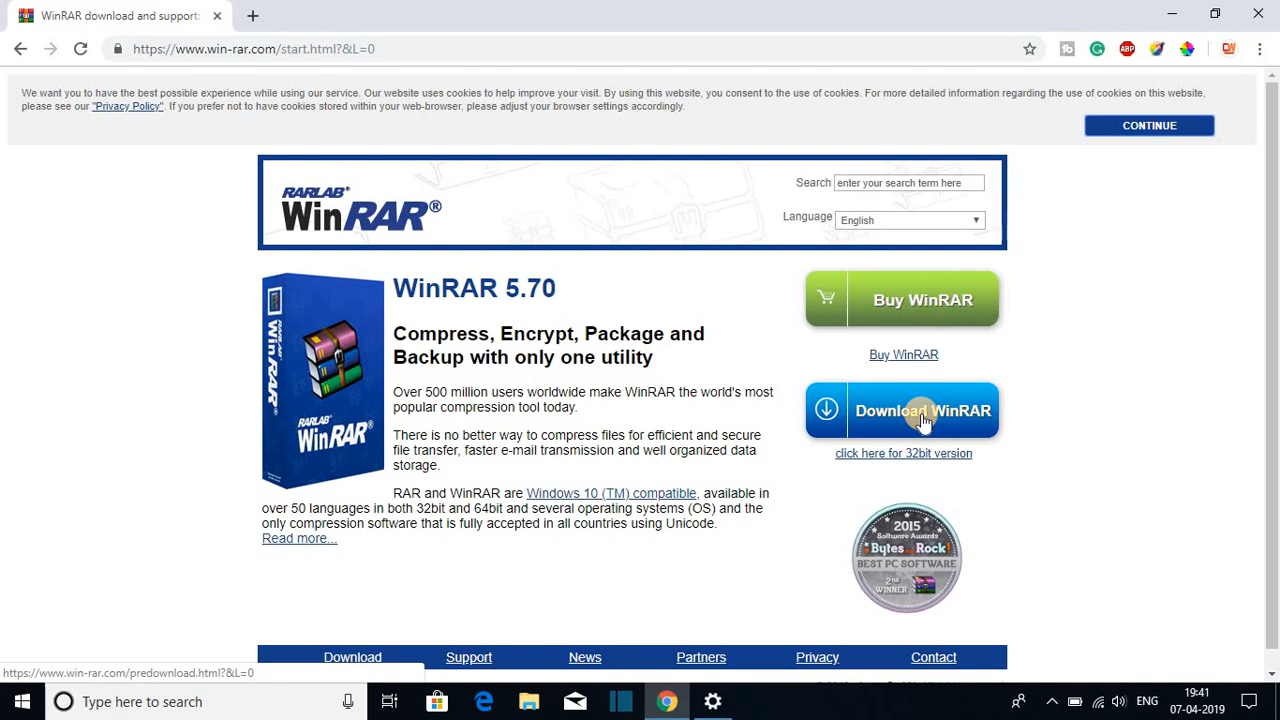 WinRAR download and support:
https://www.win-rar.com/start.html?&L=0
ABP
We want you to have the best possible experience while using our service. Our website uses cookies to help improve your visit. By using this website, you consent to the use of cookies. For more detailed information regarding the use of cookies on this website,
please see our "Privacy Policy". If you prefer not to have cookies stored within your web-browser, please adjust your browser settings accordingly.
CONTINUE
RARLAB®
WinRAR®
Search enter your search term here
Language English
WinRAR 5.70
Compress, Encrypt, Package and
Backup with only one utility
Over 500 million users worldwide make WinRAR the world's most
popular compression tool today.
There is no better way to compress files for efficient and secure
file transfer, faster e-mail transmission and well organized data
storage.
RAR and WinRAR are Windows 10 (TM) compatible, available in
over 50 languages in both 32bit and 64bit and several operating systems (OS) and the
only compression software that is fully accepted in all countries using Unicode.
Read more...
WinRAR
RARLAB
WinRAR
Buy WinRAR
Buy WinRAR
Download WinRAR
click here for 32bit version
2015
Software Awards
Bytes of Rock!
BEST PC SOFTWARE
2nd
WINNER
Download Support News Partners Privacy Contact
https://www.win-rar.com/predownload.html?&L=0
Type here to search
ENG
19:41
07-04-2019